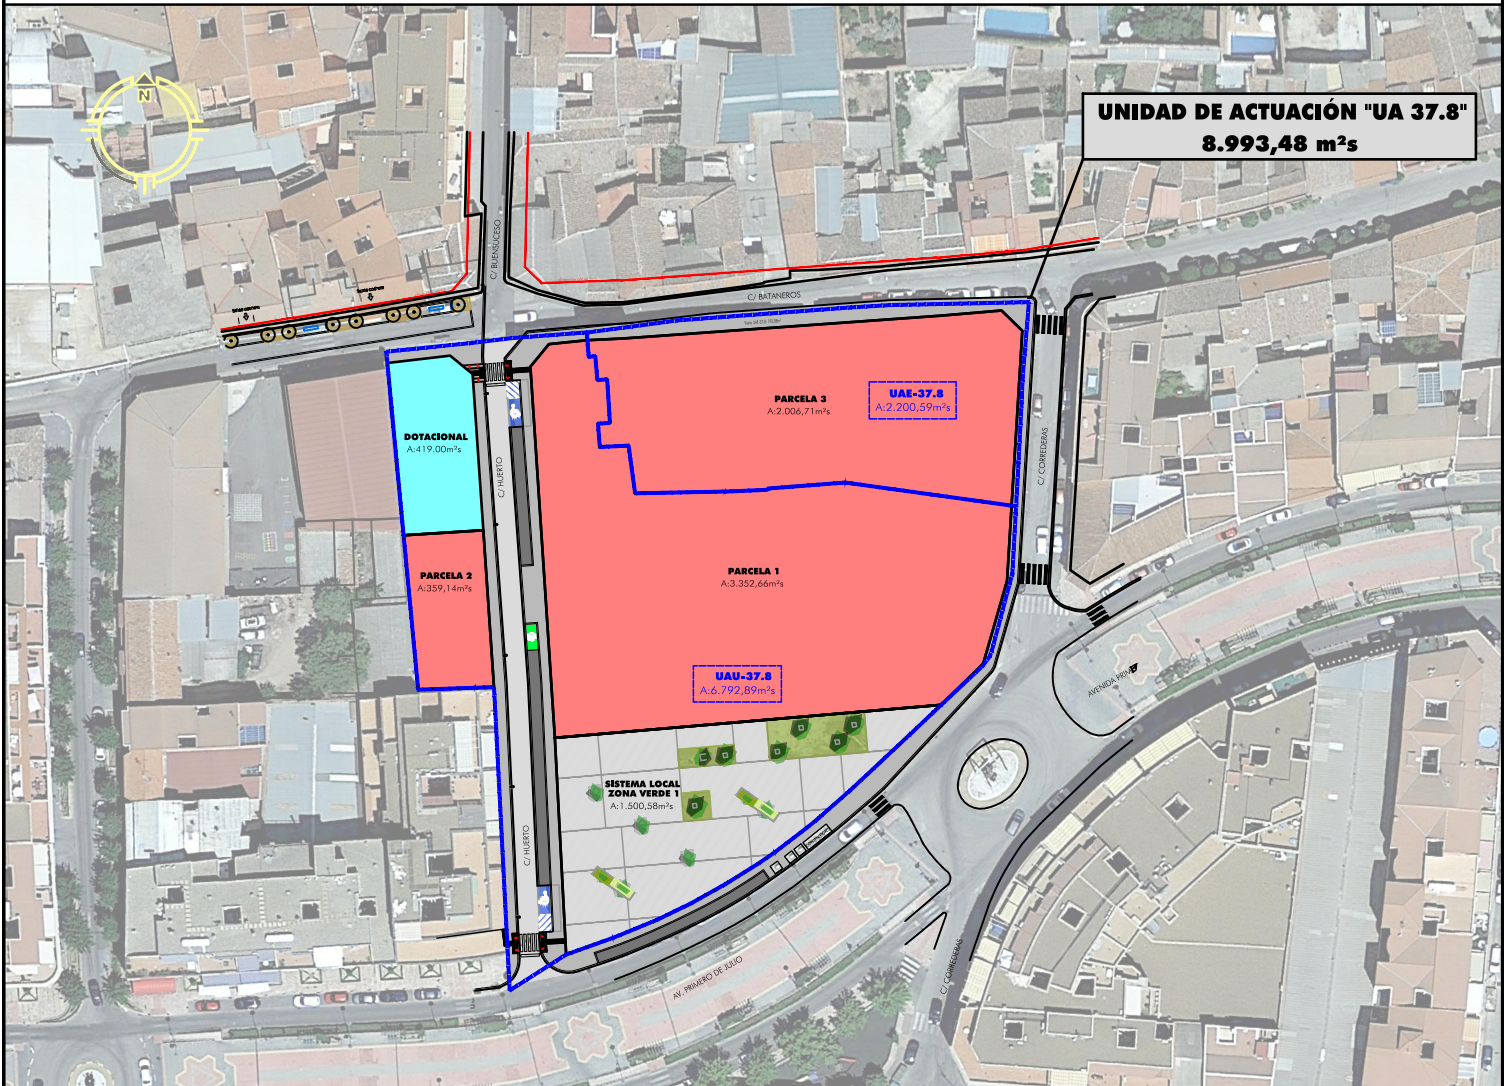 UNIDAD DE ACTUACIÓN "UA 37.8"
8.993,48 m²s
N
C/ BUENSUCESO
C/ BATANEROS
PARCELA 3
A:2.006,71m²s
UAE-37.8
A:2.200,59m²s
DOTACIONAL
A:419.00m²s
C/ HUERTO
C/ CORREDERAS
PARCELA 2
A:359,14m²s
PARCELA 1
A:3.352,66m²s
UAU-37.8
A:6.792,89m²s
AVENIDA PRIM
SISTEMA LOCAL
ZONA VERDE 1
A:1.500,58m²s
C/ HUERTO
AV. PRIMERO DE JULIO
C/ CORREDERAS